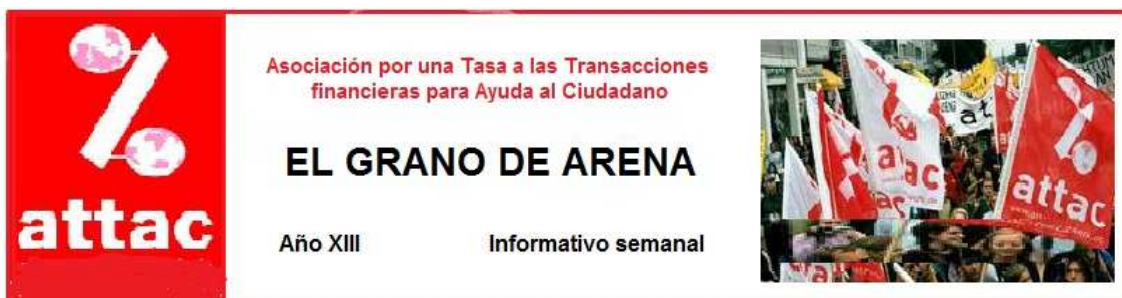 attac
Asociación por una Tasa a las Transacciones
financieras para Ayuda al Ciudadano
EL GRANO DE ARENA
Año XIII Informativo semanal
attac
attac